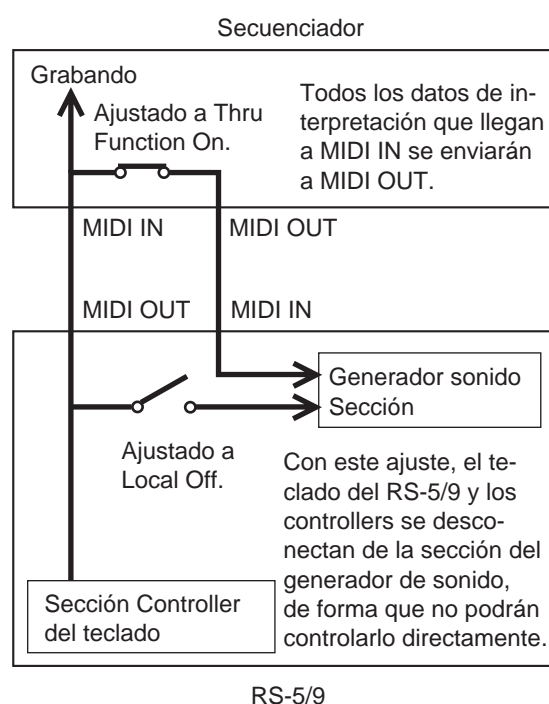 Secuenciador
Grabando
Ajustado a Thru
Function On.
Todos los datos de in-
terpretación que llegan
a MIDI IN se enviarán
a MIDI OUT.
MIDI IN
MIDI OUT
MIDI OUT
MIDI IN
Generador sonido
Sección
Ajustado a
Local Off.
Con este ajuste, el te-
clado del RS-5/9 y los
controllers se desco-
nectan de la sección del
generador de sonido,
de forma que no podrán
controlarlo directamente.
Sección Controller
del teclado
RS-5/9